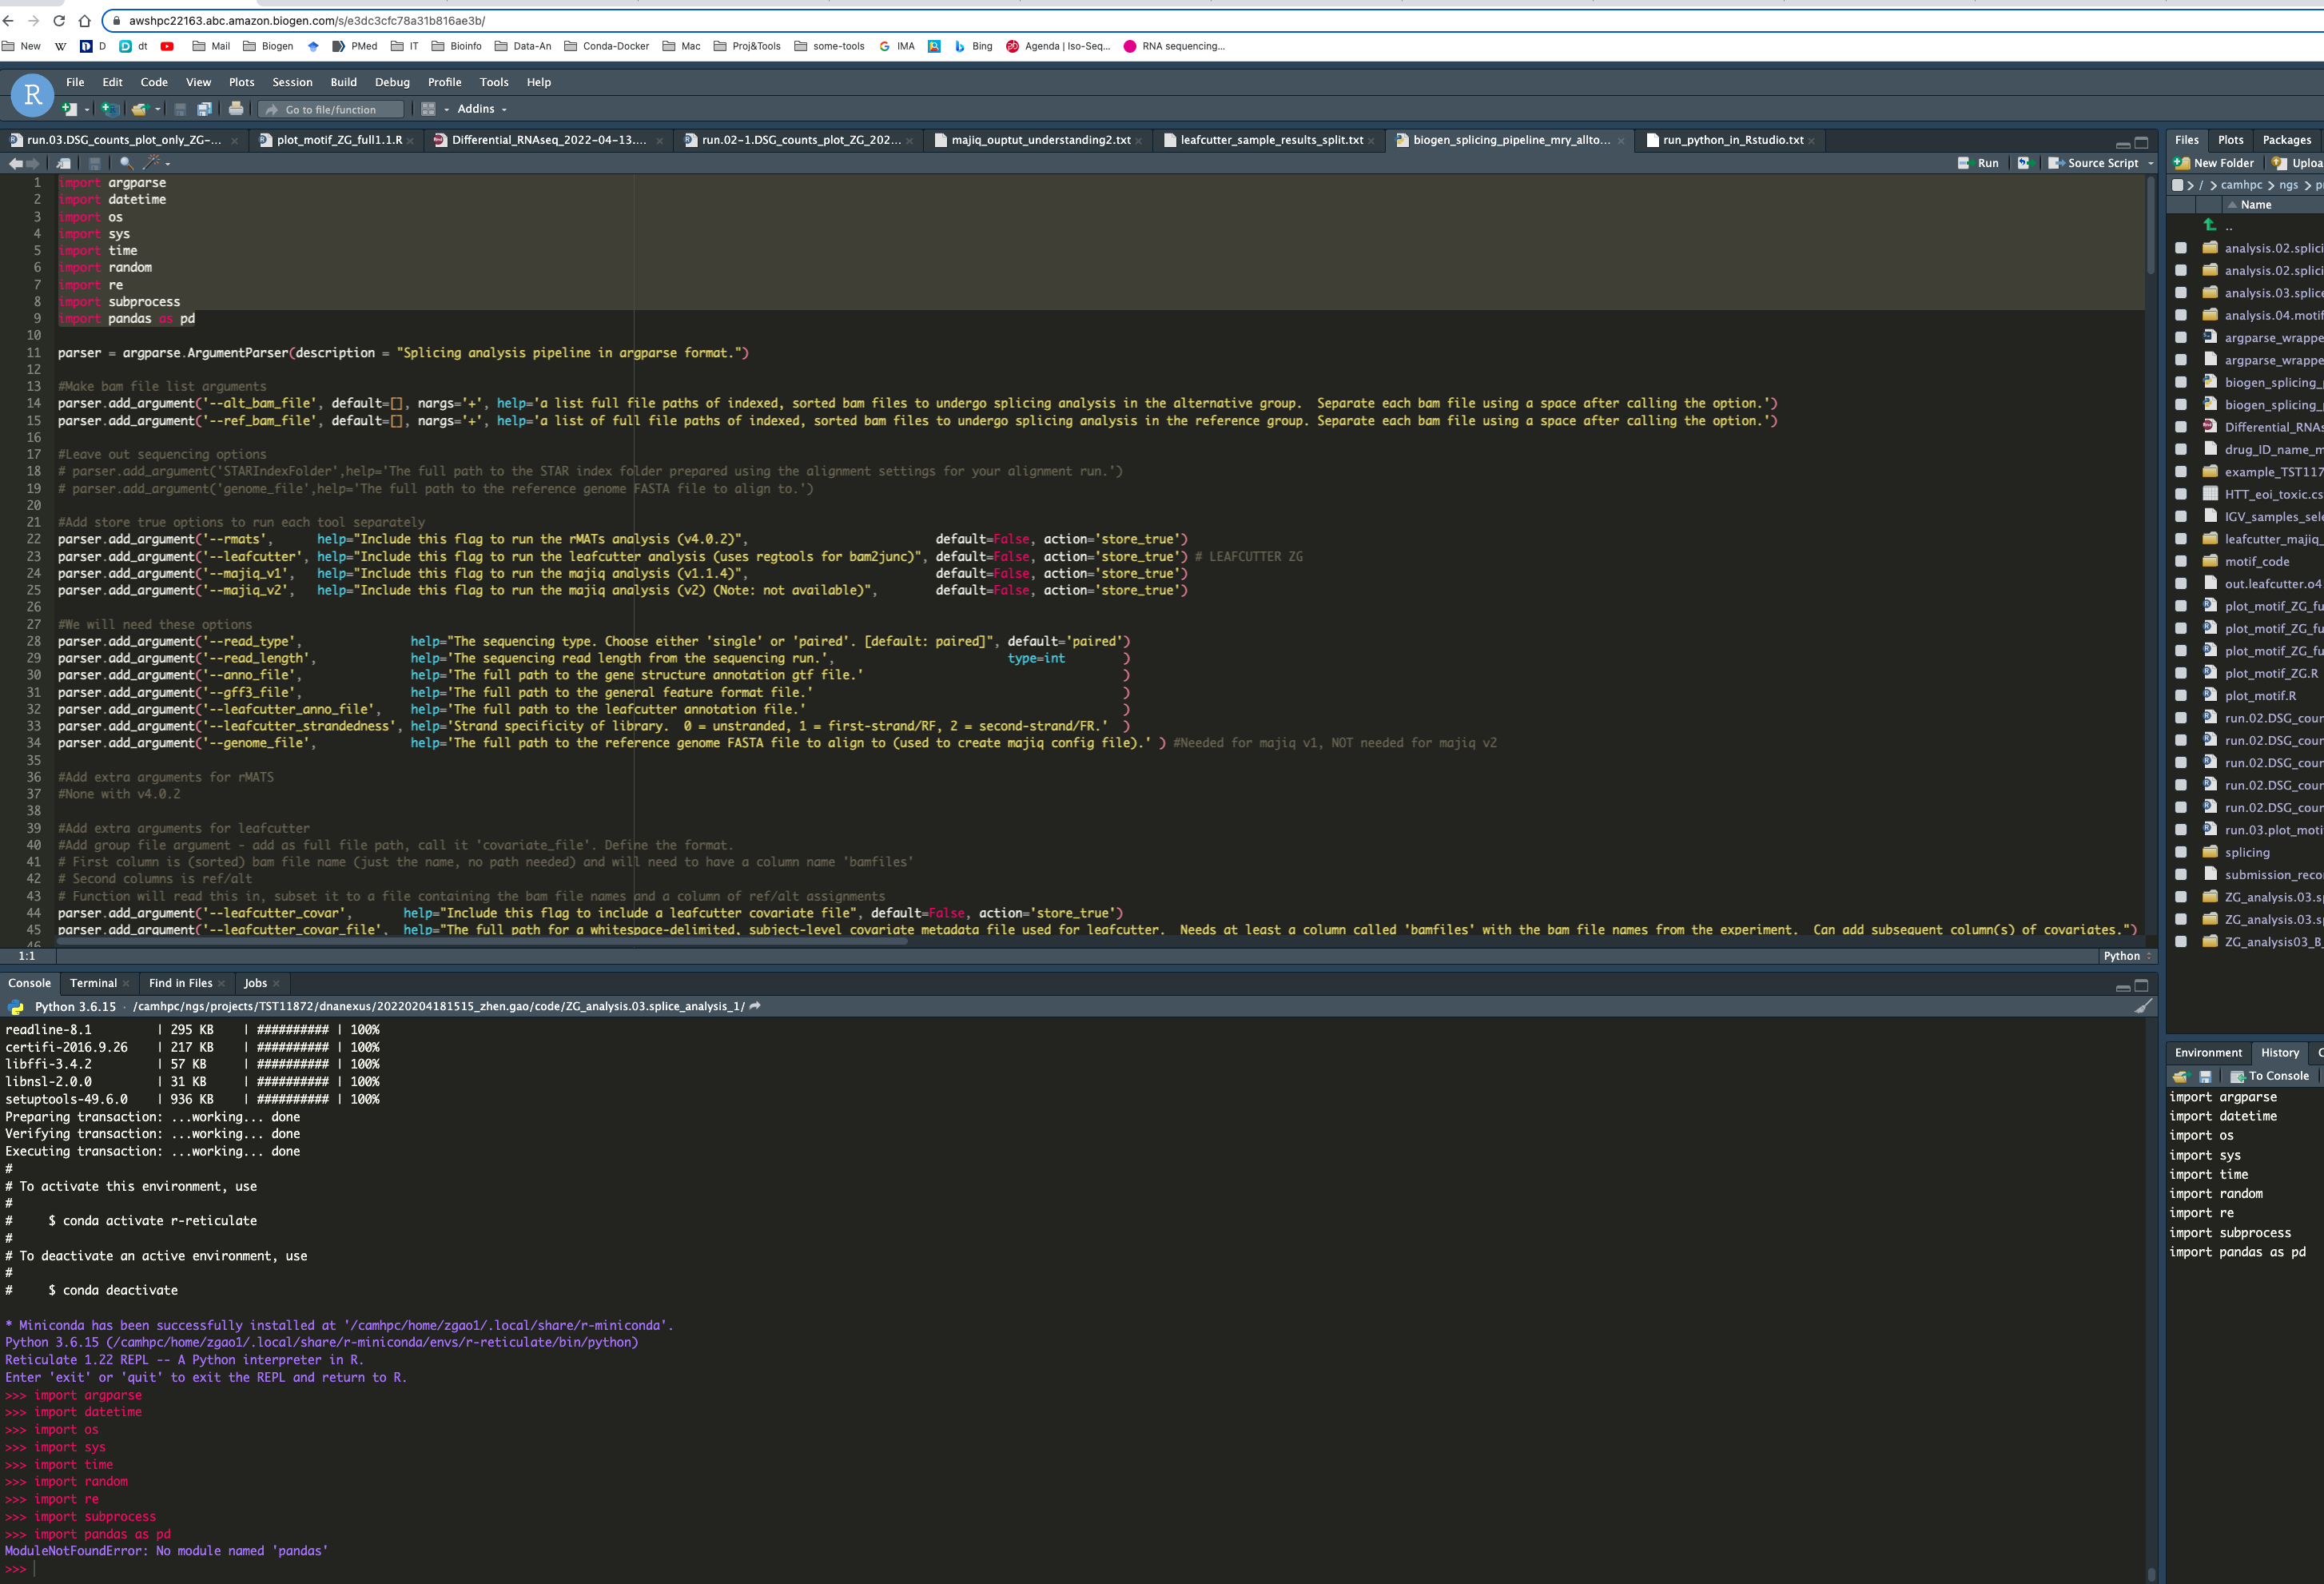 awshpc22163.abc.amazon.biogen.com/s/e3dc3cfc78a31b816ae3b/
New W D dt Mail Biogen PMed IT Bioinfo Data-An Conda-Docker Mac Proj&Tools some-tools IMA Bing Agenda | Iso-Seq... RNA sequencing...
R File Edit Code View Plots Session Build Debug Profile Tools Help
Go to file/function Addins
run.03.DSG_counts_plot_only_ZG-... plot_motif_ZG_full1.1.R Differential_RNAseq_2022-04-13.... run.02-1.DSG_counts_plot_ZG_202... majiq_ouptut_understanding2.txt leafcutter_sample_results_split.txt biogen_splicing_pipeline_mry_allto... run_python_in_Rstudio.txt
Run Source Script
1 import argparse
2 import datetime
3 import os
4 import sys
5 import time
6 import random
7 import re
8 import subprocess
9 import pandas as pd
10
11 parser = argparse.ArgumentParser(description = "Splicing analysis pipeline in argparse format.")
12
13 #Make bam file list arguments
14 parser.add_argument('--alt_bam_file', default=[], nargs='+', help='a list full file paths of indexed, sorted bam files to undergo splicing analysis in the alternative group.  Separate each bam file using a space after calling the option.')
15 parser.add_argument('--ref_bam_file', default=[], nargs='+', help='a list of full file paths of indexed, sorted bam files to undergo splicing analysis in the reference group. Separate each bam file using a space after calling the option.')
16
17 #Leave out sequencing options
18 # parser.add_argument('STARIndexFolder',help='The full path to the STAR index folder prepared using the alignment settings for your alignment run.')
19 # parser.add_argument('genome_file',help='The full path to the reference genome FASTA file to align to.')
20
21 #Add store true options to run each tool separately
22 parser.add_argument('--rmats', help="Include this flag to run the rMATs analysis (v4.0.2)", default=False, action='store_true')
23 parser.add_argument('--leafcutter', help="Include this flag to run the leafcutter analysis (uses regtools for bam2junc)", default=False, action='store_true') # LEAFCUTTER ZG
24 parser.add_argument('--majiq_v1', help="Include this flag to run the majiq analysis (v1.1.4)", default=False, action='store_true')
25 parser.add_argument('--majiq_v2', help="Include this flag to run the majiq analysis (v2) (Note: not available)", default=False, action='store_true')
26
27 #We will need these options
28 parser.add_argument('--read_type', help="The sequencing type. Choose either 'single' or 'paired'. [default: paired]", default='paired')
29 parser.add_argument('--read_length', help='The sequencing read length from the sequencing run.', type=int )
30 parser.add_argument('--anno_file', help='The full path to the gene structure annotation gtf file.' )
31 parser.add_argument('--gff3_file', help='The full path to the general feature format file.' )
32 parser.add_argument('--leafcutter_anno_file', help='The full path to the leafcutter annotation file.' )
33 parser.add_argument('--leafcutter_strandedness', help='Strand specificity of library.  0 = unstranded, 1 = first-strand/RF, 2 = second-strand/FR.' )
34 parser.add_argument('--genome_file', help='The full path to the reference genome FASTA file to align to (used to create majiq config file).' ) #Needed for majiq v1, NOT needed for majiq v2
35
36 #Add extra arguments for rMATS
37 #None with v4.0.2
38
39 #Add extra arguments for leafcutter
40 #Add group file argument - add as full file path, call it 'covariate_file'. Define the format.
41 # First column is (sorted) bam file name (just the name, no path needed) and will need to have a column name 'bamfiles'
42 # Second columns is ref/alt
43 # Function will read this in, subset it to a file containing the bam file names and a column of ref/alt assignments
44 parser.add_argument('--leafcutter_covar', help="Include this flag to include a leafcutter covariate file", default=False, action='store_true')
45 parser.add_argument('--leafcutter_covar_file', help="The full path for a whitespace-delimited, subject-level covariate metadata file used for leafcutter.  Needs at least a column called 'bamfiles' with the bam file names from the experiment.  Can add subsequent column(s) of covariates.")
46
1:1 Python
Console Terminal Find in Files Jobs
Python 3.6.15 · /camhpc/ngs/projects/TST11872/dnanexus/20220204181515_zhen.gao/code/ZG_analysis.03.splice_analysis_1/
readline-8.1 | 295 KB | ########## | 100%
certifi-2016.9.26 | 217 KB | ########## | 100%
libffi-3.4.2 | 57 KB | ########## | 100%
libnsl-2.0.0 | 31 KB | ########## | 100%
setuptools-49.6.0 | 936 KB | ########## | 100%
Preparing transaction: ...working... done
Verifying transaction: ...working... done
Executing transaction: ...working... done
#
# To activate this environment, use
#
# $ conda activate r-reticulate
#
# To deactivate an active environment, use
#
# $ conda deactivate
* Miniconda has been successfully installed at '/camhpc/home/zgao1/.local/share/r-miniconda'.
Python 3.6.15 (/camhpc/home/zgao1/.local/share/r-miniconda/envs/r-reticulate/bin/python)
Reticulate 1.22 REPL -- A Python interpreter in R.
Enter 'exit' or 'quit' to exit the REPL and return to R.
>>> import argparse
>>> import datetime
>>> import os
>>> import sys
>>> import time
>>> import random
>>> import re
>>> import subprocess
>>> import pandas as pd
ModuleNotFoundError: No module named 'pandas'
>>>
Files Plots Packages
New Folder Uploa
/ camhpc ngs p
Name
..
analysis.02.splici
analysis.02.splici
analysis.03.splice
analysis.04.motif
argparse_wrappe
argparse_wrappe
biogen_splicing_
biogen_splicing_
Differential_RNAs
drug_ID_name_m
example_TST117
HTT_eoi_toxic.cs
IGV_samples_sele
leafcutter_majiq_
motif_code
out.leafcutter.o4
plot_motif_ZG_fu
plot_motif_ZG_fu
plot_motif_ZG_fu
plot_motif_ZG.R
plot_motif.R
run.02.DSG_coun
run.02.DSG_coun
run.02.DSG_coun
run.02.DSG_coun
run.02.DSG_coun
run.03.plot_moti
splicing
submission_reco
ZG_analysis.03.s
ZG_analysis.03.s
ZG_analysis03_B_
Environment History C
To Console
import argparse
import datetime
import os
import sys
import time
import random
import re
import subprocess
import pandas as pd